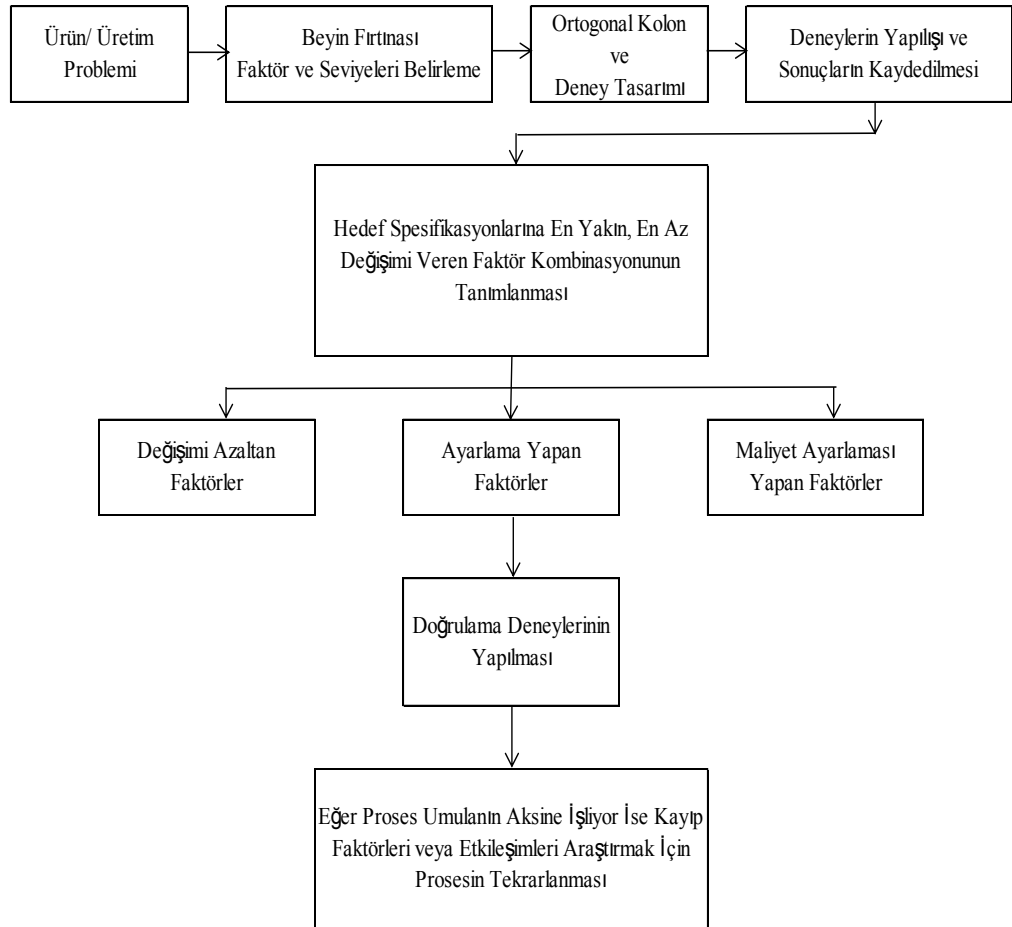 Ürün/ Üretim
Problemi
Beyin Fırtınası
Faktör ve Seviyeleri Belirleme
Ortogonal Kolon
ve
Deney Tasarımı
Deneylerin Yapılışı ve
Sonuçların Kaydedilmesi
Hedef Spesifikasyonlarına En Yakın, En Az
Değişimi Veren Faktör Kombinasyonunun
Tanımlanması
Değişimi Azaltan
Faktörler
Ayarlama Yapan
Faktörler
Maliyet Ayarlaması
Yapan Faktörler
Doğrulama Deneylerinin
Yapılması
Eğer Proses Umulanın Aksine İşliyor İse Kayıp
Faktörleri veya Etkileşimleri Araştırmak İçin
Prosesin Tekrarlanması